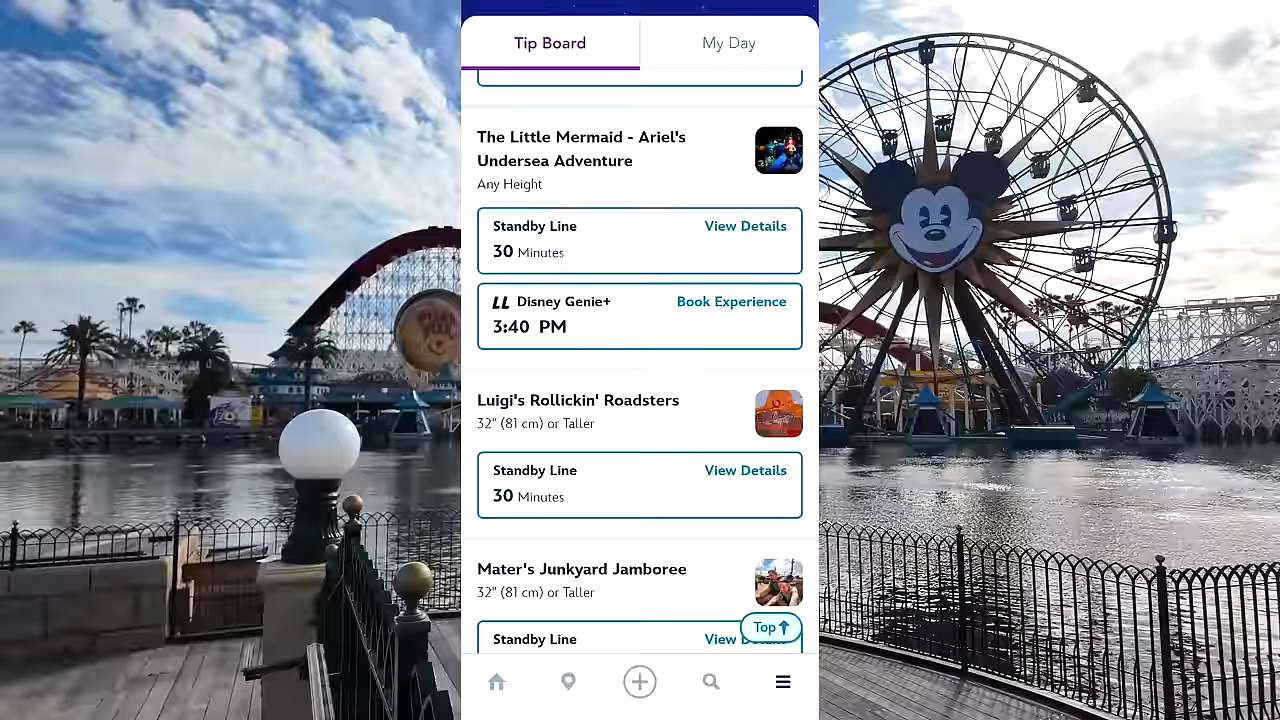 Tip Board
My Day
The Little Mermaid - Ariel's
Undersea Adventure
Any Height
Standby Line
View Details
30 Minutes
LL Disney Genie+
Book Experience
3:40 PM
Luigi's Rollickin' Roadsters
32" (81 cm) or Taller
Standby Line
View Details
30 Minutes
Mater's Junkyard Jamboree
32" (81 cm) or Taller
Standby Line
View
Top